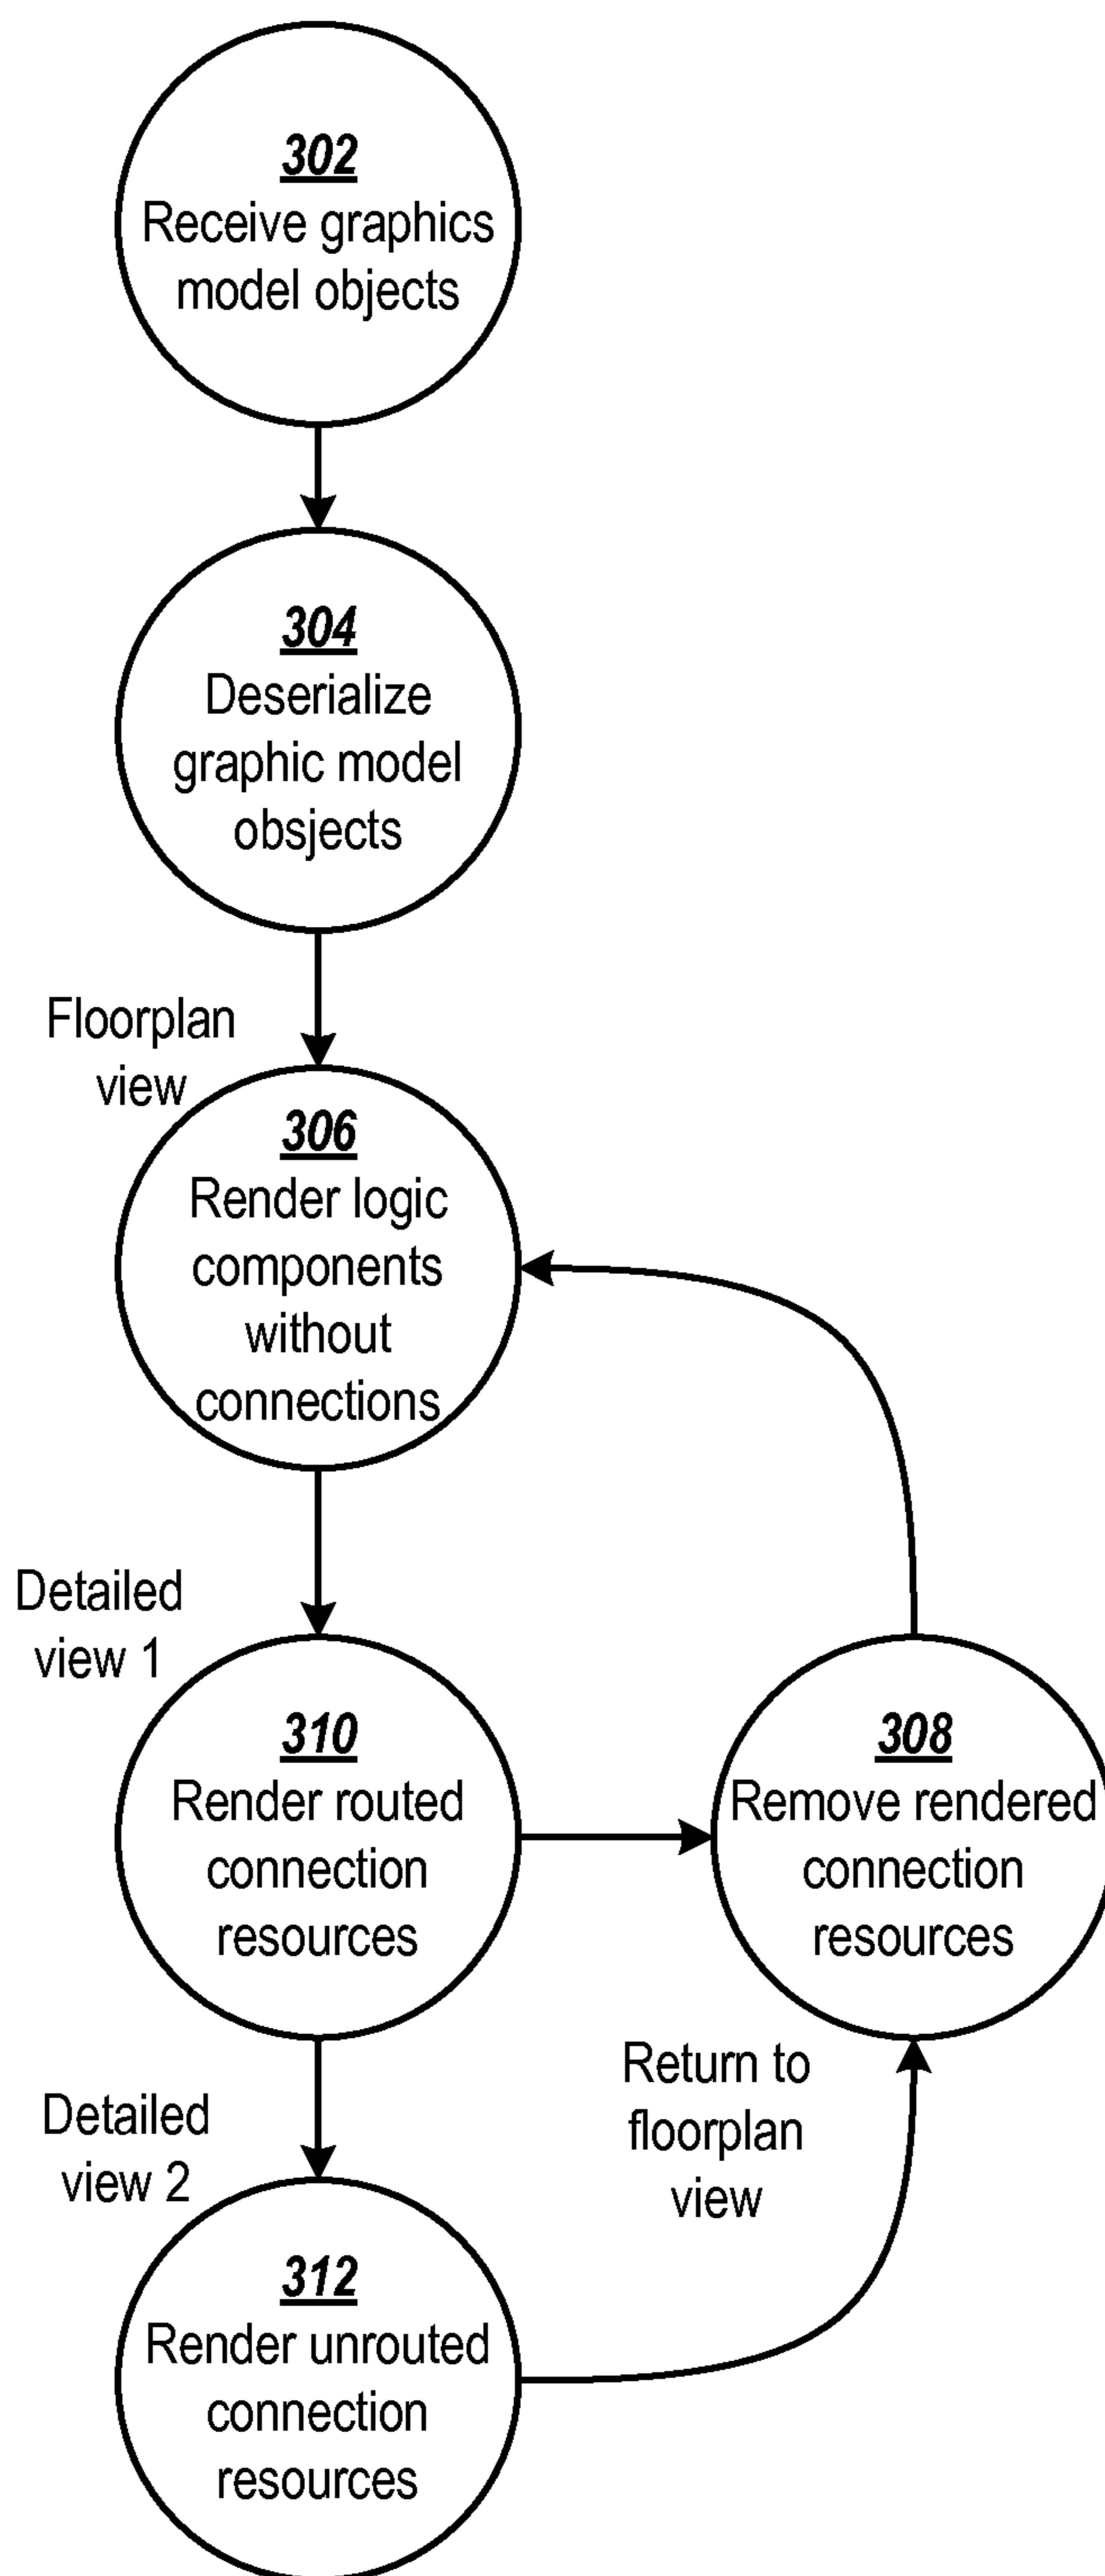 302
Receive graphics
model objects
304
Deserialize
graphic model
obsjects
Floorplan
view
306
Render logic
components
without
connections
Detailed
view 1
310
Render routed
connection
resources
308
Remove rendered
connection
resources
Detailed
view 2
Return to
floorplan
view
312
Render unrouted
connection
resources